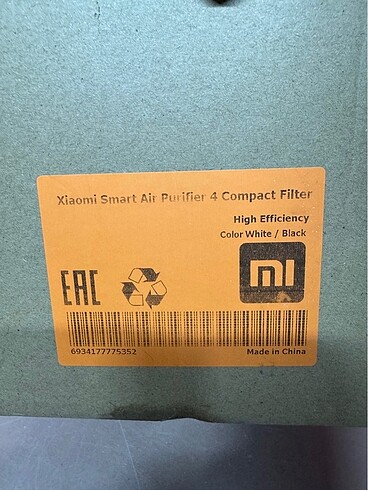 Xiaomi Smart Air Purifier 4 Compact Filter
High Efficiency
Color White / Black
EAC
mi
6934177775352
Made in China